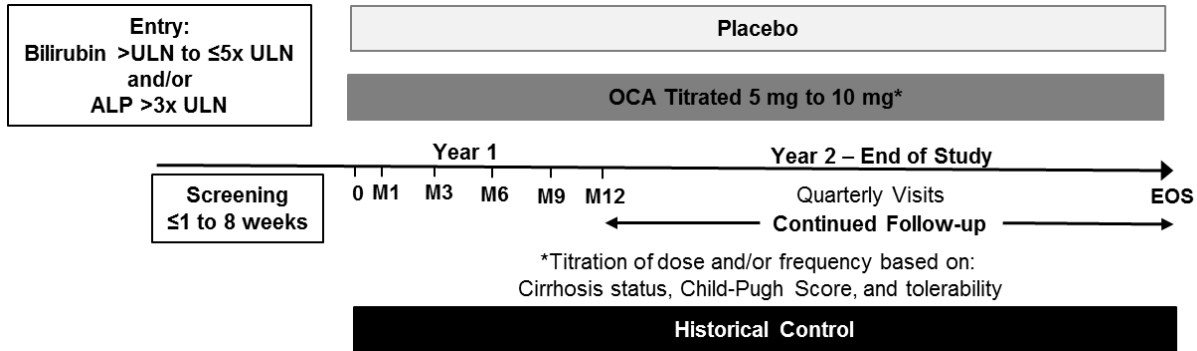 Entry:
Bilirubin >ULN to ≤5x ULN
and/or
ALP >3x ULN
Placebo
OCA Titrated 5 mg to 10 mg*
Year 1
Year 2 – End of Study
Screening
≤1 to 8 weeks
0 M1 M3 M6 M9 M12
Quarterly Visits
EOS
Continued Follow-up
*Titration of dose and/or frequency based on:
Cirrhosis status, Child-Pugh Score, and tolerability
Historical Control